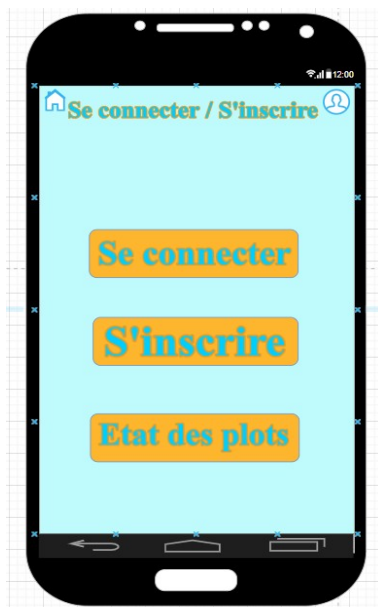 12:00
Se connecter / S'inscrire
Se connecter
S'inscrire
Etat des plots